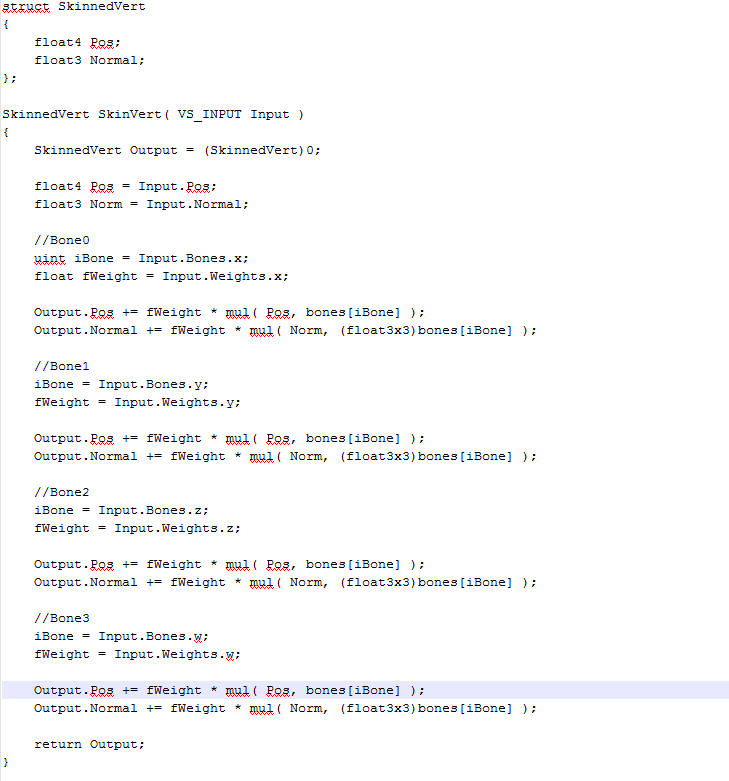 struct SkinnedVert
{
    float4 Pos;
    float3 Normal;
};

SkinnedVert SkinVert( VS_INPUT Input )
{
    SkinnedVert Output = (SkinnedVert)0;

    float4 Pos = Input.Pos;
    float3 Norm = Input.Normal;

    //Bone0
    uint iBone = Input.Bones.x;
    float fWeight = Input.Weights.x;

    Output.Pos += fWeight * mul( Pos, bones[iBone] );
    Output.Normal += fWeight * mul( Norm, (float3x3)bones[iBone] );

    //Bone1
    iBone = Input.Bones.y;
    fWeight = Input.Weights.y;

    Output.Pos += fWeight * mul( Pos, bones[iBone] );
    Output.Normal += fWeight * mul( Norm, (float3x3)bones[iBone] );

    //Bone2
    iBone = Input.Bones.z;
    fWeight = Input.Weights.z;

    Output.Pos += fWeight * mul( Pos, bones[iBone] );
    Output.Normal += fWeight * mul( Norm, (float3x3)bones[iBone] );

    //Bone3
    iBone = Input.Bones.w;
    fWeight = Input.Weights.w;

    Output.Pos += fWeight * mul( Pos, bones[iBone] );
    Output.Normal += fWeight * mul( Norm, (float3x3)bones[iBone] );

    return Output;
}